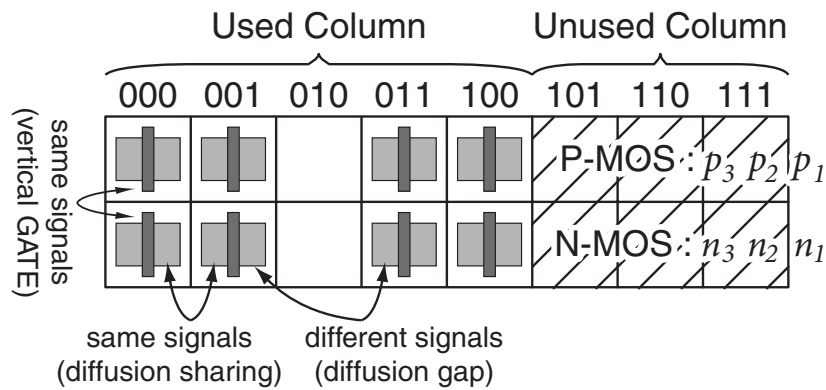 Used Column Unused Column
000 001 010 011 100 101 110 111
same signals
(vertical GATE)
P-MOS : p3 p2 p1
N-MOS : n3 n2 n1
same signals
(diffusion sharing)
different signals
(diffusion gap)